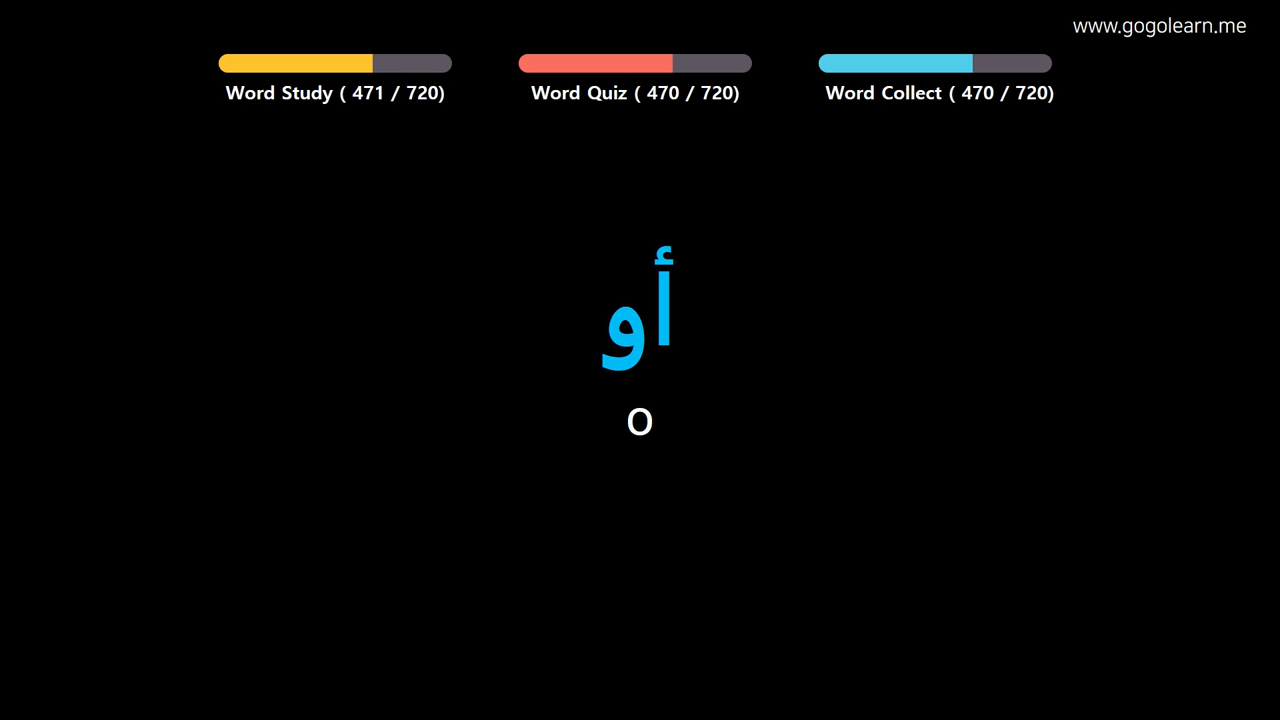 www.gogolearn.me
Word Study ( 471 / 720)
Word Quiz ( 470 / 720)
Word Collect ( 470 / 720)
أو
o